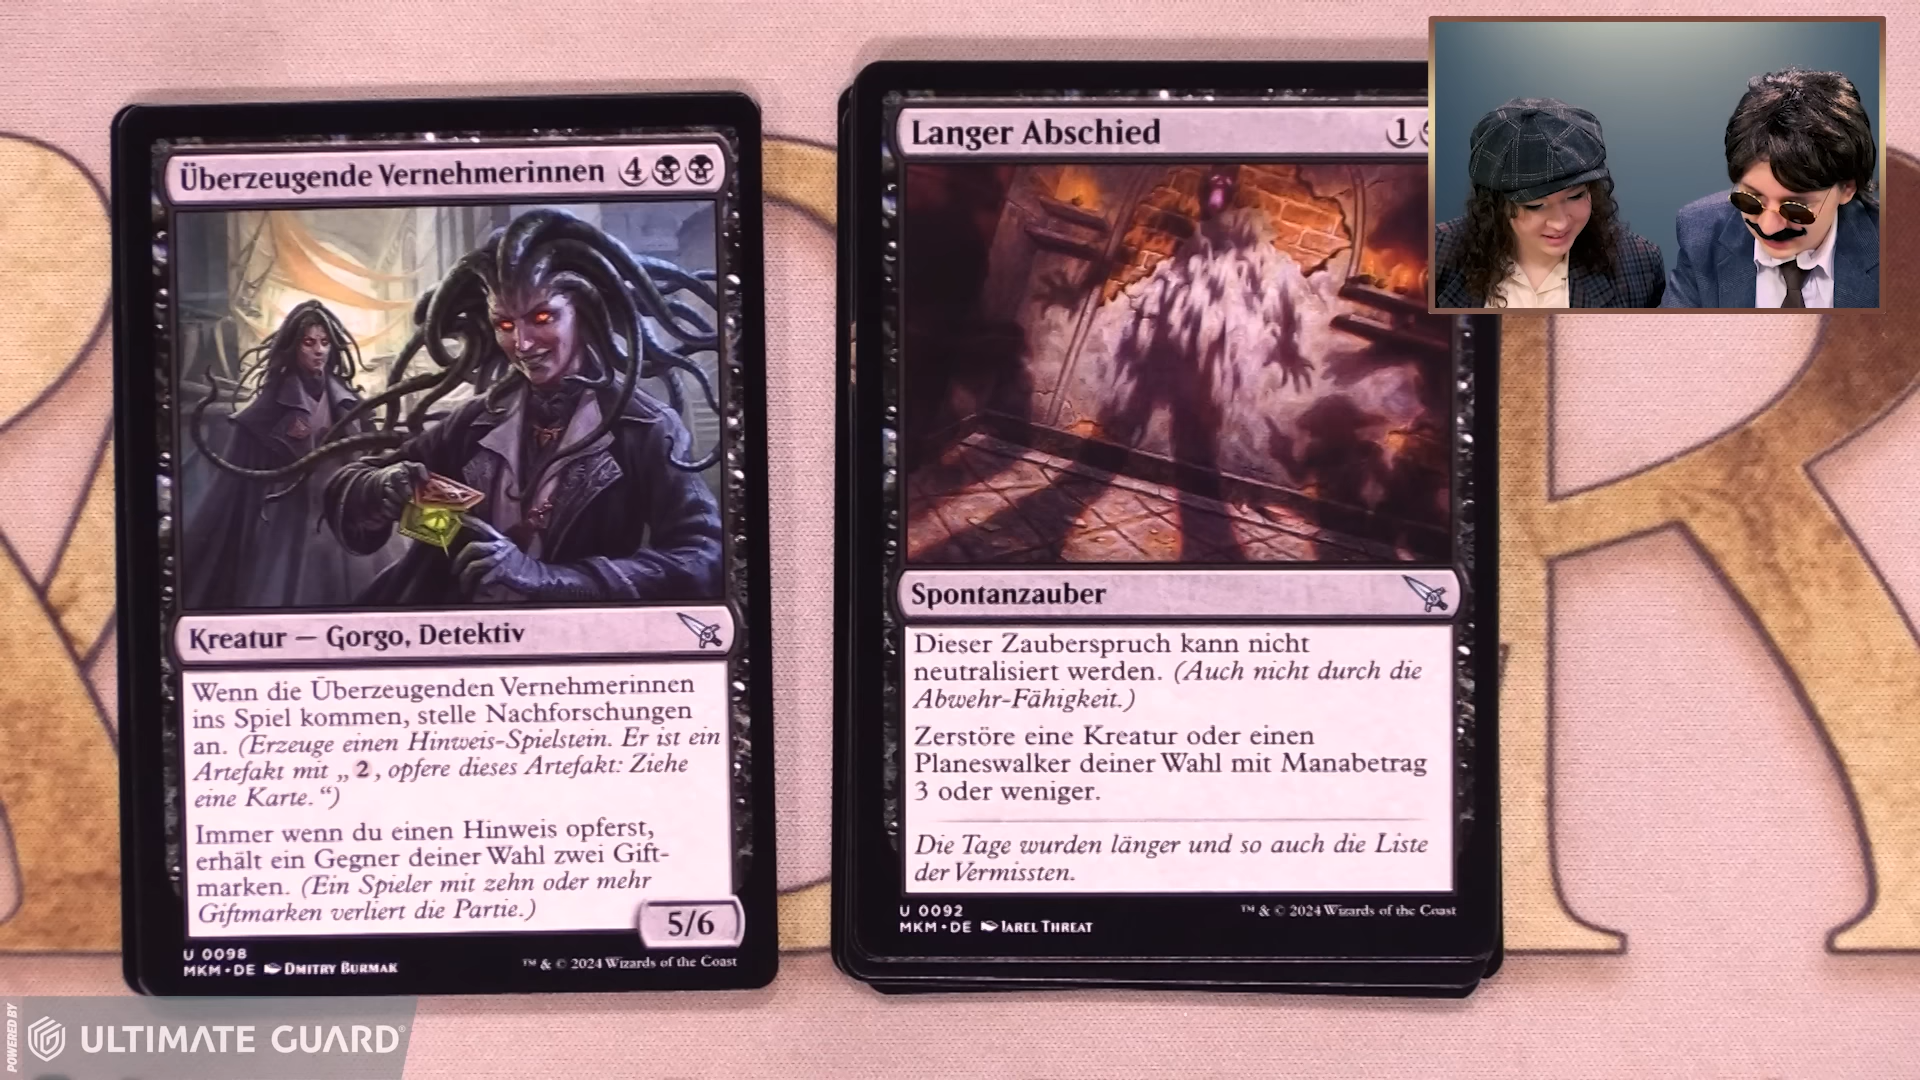 Überzeugende Vernehmerinnen 4
Kreatur — Gorgo, Detektiv
Wenn die Überzeugenden Vernehmerinnen
ins Spiel kommen, stelle Nachforschungen
an. (Erzeuge einen Hinweis-Spielstein. Er ist ein
Artefakt mit „2, opfere dieses Artefakt: Ziehe
eine Karte.“)
Immer wenn du einen Hinweis opferst,
erhält ein Gegner deiner Wahl zwei Gift-
marken. (Ein Spieler mit zehn oder mehr
Giftmarken verliert die Partie.)
5/6
U 0098
MKM • DE DMITRY BURMAK
™ & © 2024 Wizards of the Coast
Langer Abschied 1
Spontanzauber
Dieser Zauberspruch kann nicht
neutralisiert werden. (Auch nicht durch die
Abwehr-Fähigkeit.)
Zerstöre eine Kreatur oder einen
Planeswalker deiner Wahl mit Manabetrag
3 oder weniger.
Die Tage wurden länger und so auch die Liste
der Vermissten.
U 0092
MKM • DE JAREL THREAT
™ & © 2024 Wizards of the Coast
POWERED BY
ULTIMATE GUARD®